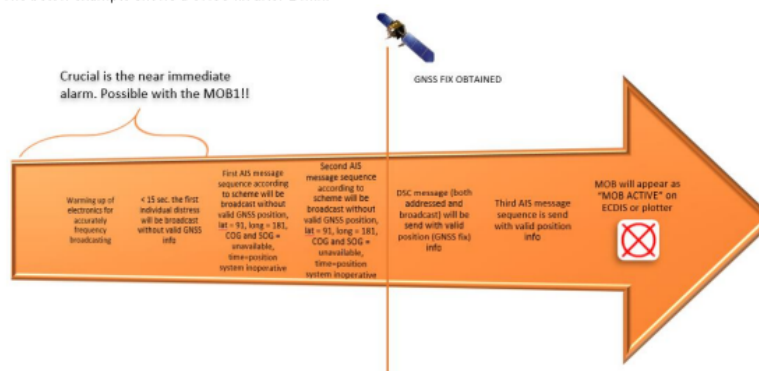 Crucial is the near immediate
alarm. Possible with the MOB1!!
GNSS FIX OBTAINED
Warming up of
electronics for
accurately
frequency
broadcasting
< 15 sec. the first
individual distress
will be broadcast
without valid GNSS
info
First AIS message
sequence according
to scheme will be
broadcast without
valid GNSS position,
lat = 91, long = 181,
COG and SOG =
unavailable,
time=position
system inoperative
Second AIS
message sequence
according to
scheme will be
broadcast without
valid GNSS position,
lat = 91, long = 181,
COG and SOG =
unavailable,
time=position
system inoperative
DSC message (both
addressed and
broadcast) will be
send with valid
position (GNSS fix)
info
Third AIS message
sequence is send
with valid position
info
MOB will appear as
"MOB ACTIVE" on
ECDIS or plotter